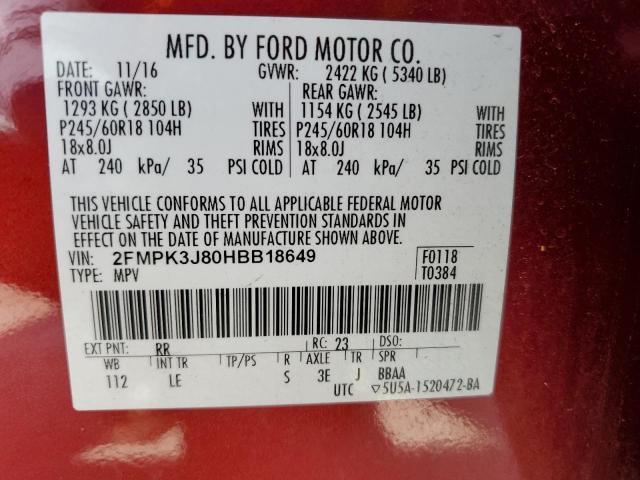 MFD. BY FORD MOTOR CO.
DATE: 11/16 GVWR: 2422 KG ( 5340 LB)
FRONT GAWR: REAR GAWR:
1293 KG ( 2850 LB) WITH 1154 KG ( 2545 LB) WITH
P245/60R18 104H TIRES P245/60R18 104H TIRES
18x8.0J RIMS 18x8.0J RIMS
AT 240 kPa/ 35 PSI COLD AT 240 kPa/ 35 PSI COLD
THIS VEHICLE CONFORMS TO ALL APPLICABLE FEDERAL MOTOR
VEHICLE SAFETY AND THEFT PREVENTION STANDARDS IN
EFFECT ON THE DATE OF MANUFACTURE SHOWN ABOVE.
VIN: 2FMPK3J80HBB18649 F0118
TYPE: MPV T0384
EXT PNT: RR RC: 23 DSO:
WB INT TR TP/PS R AXLE TR SPR
112 LE S 3E J BBAA
UTC ▽5U5A-1520472-BA